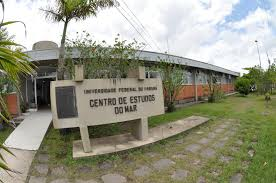 UNIVERSIDADE FEDERAL DO PARANÁ
CENTRO DE ESTUDOS
DO MAR